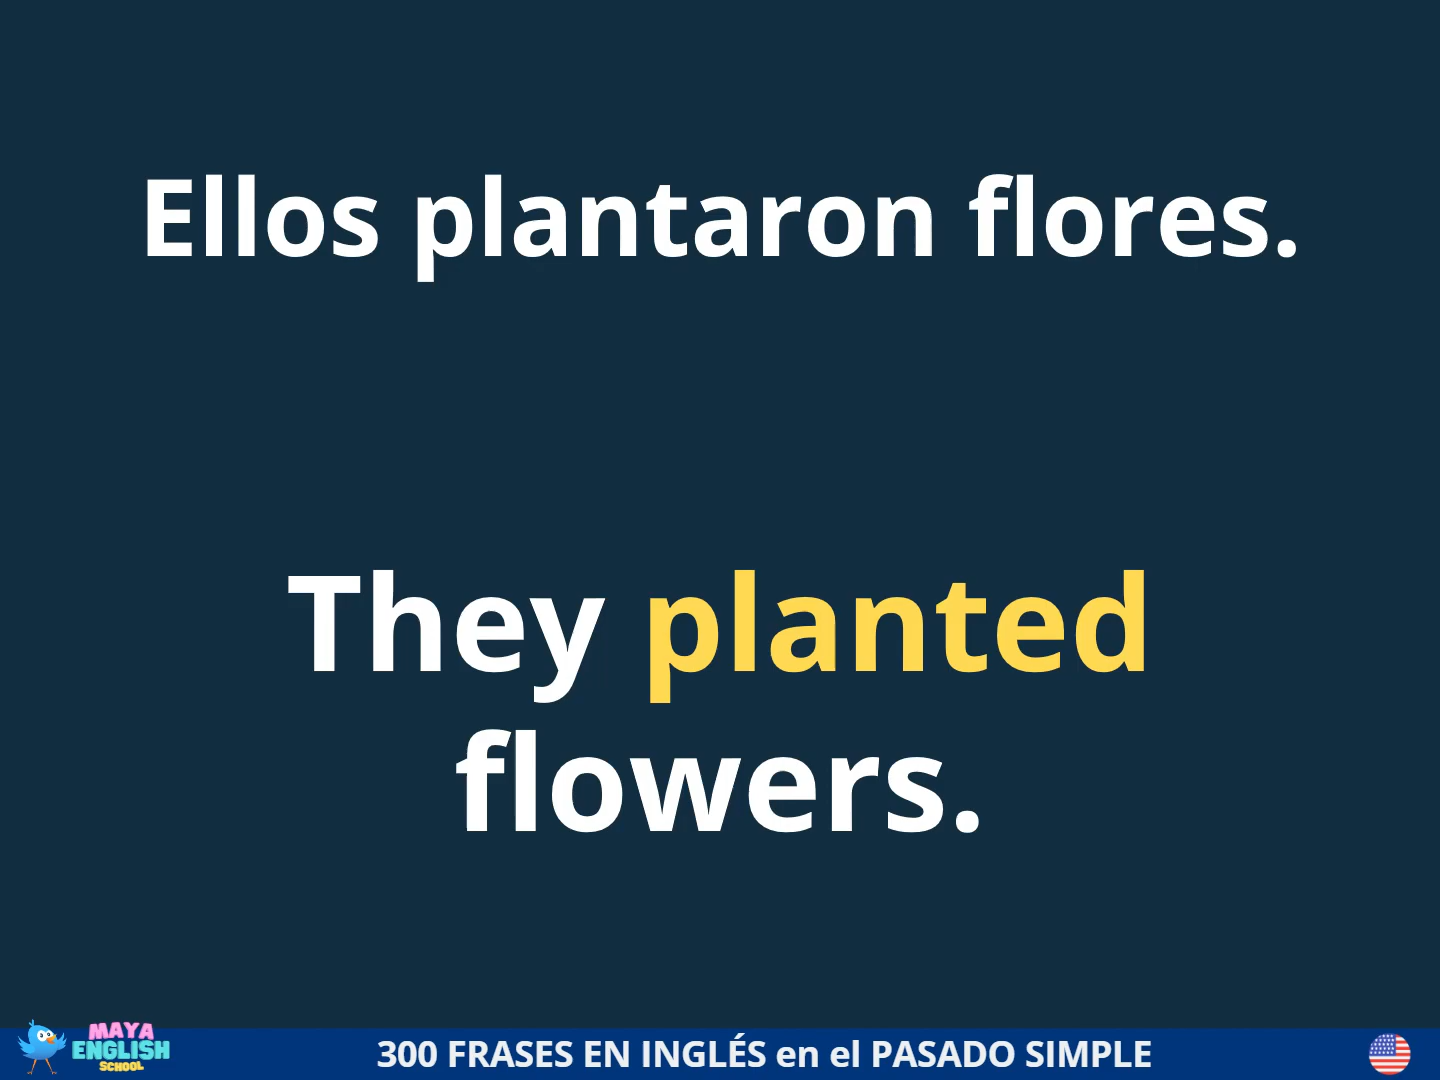 Ellos plantaron flores.
They planted
flowers.
MAYA
ENGLISH
SCHOOL
300 FRASES EN INGLÉS en el PASADO SIMPLE